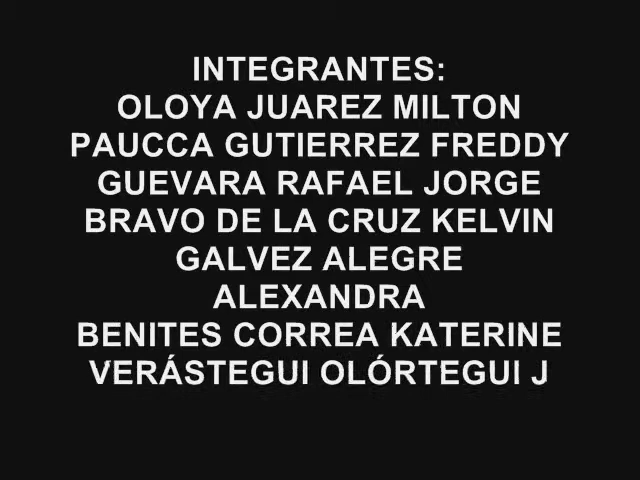 INTEGRANTES:
OLOYA JUAREZ MILTON
PAUCCA GUTIERREZ FREDDY
GUEVARA RAFAEL JORGE
BRAVO DE LA CRUZ KELVIN
GALVEZ ALEGRE
ALEXANDRA
BENITES CORREA KATERINE
VERÁSTEGUI OLÓRTEGUI J